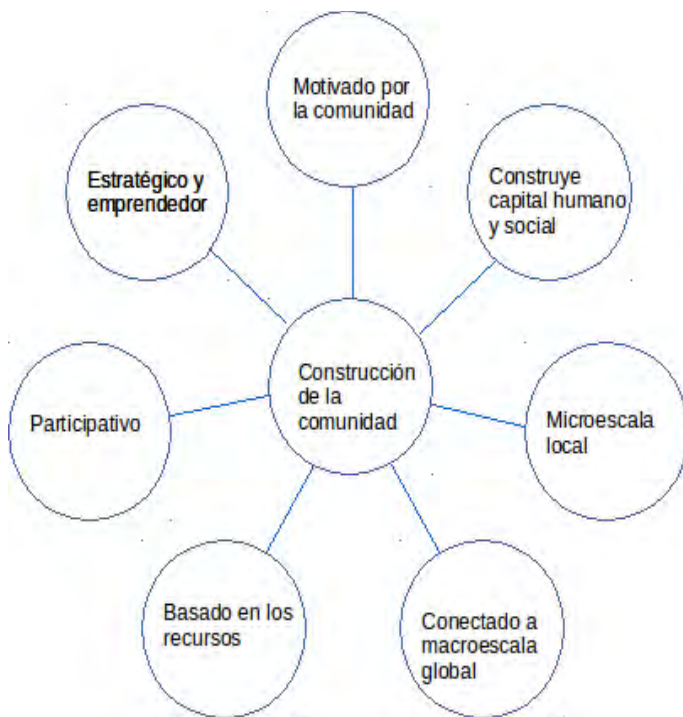 Motivado por
la comunidad
Estratégico y
emprendedor
Construye
capital humano
y social
Construcción
de la
comunidad
Participativo
Microescala
local
Basado en los
recursos
Conectado a
macroescala
global